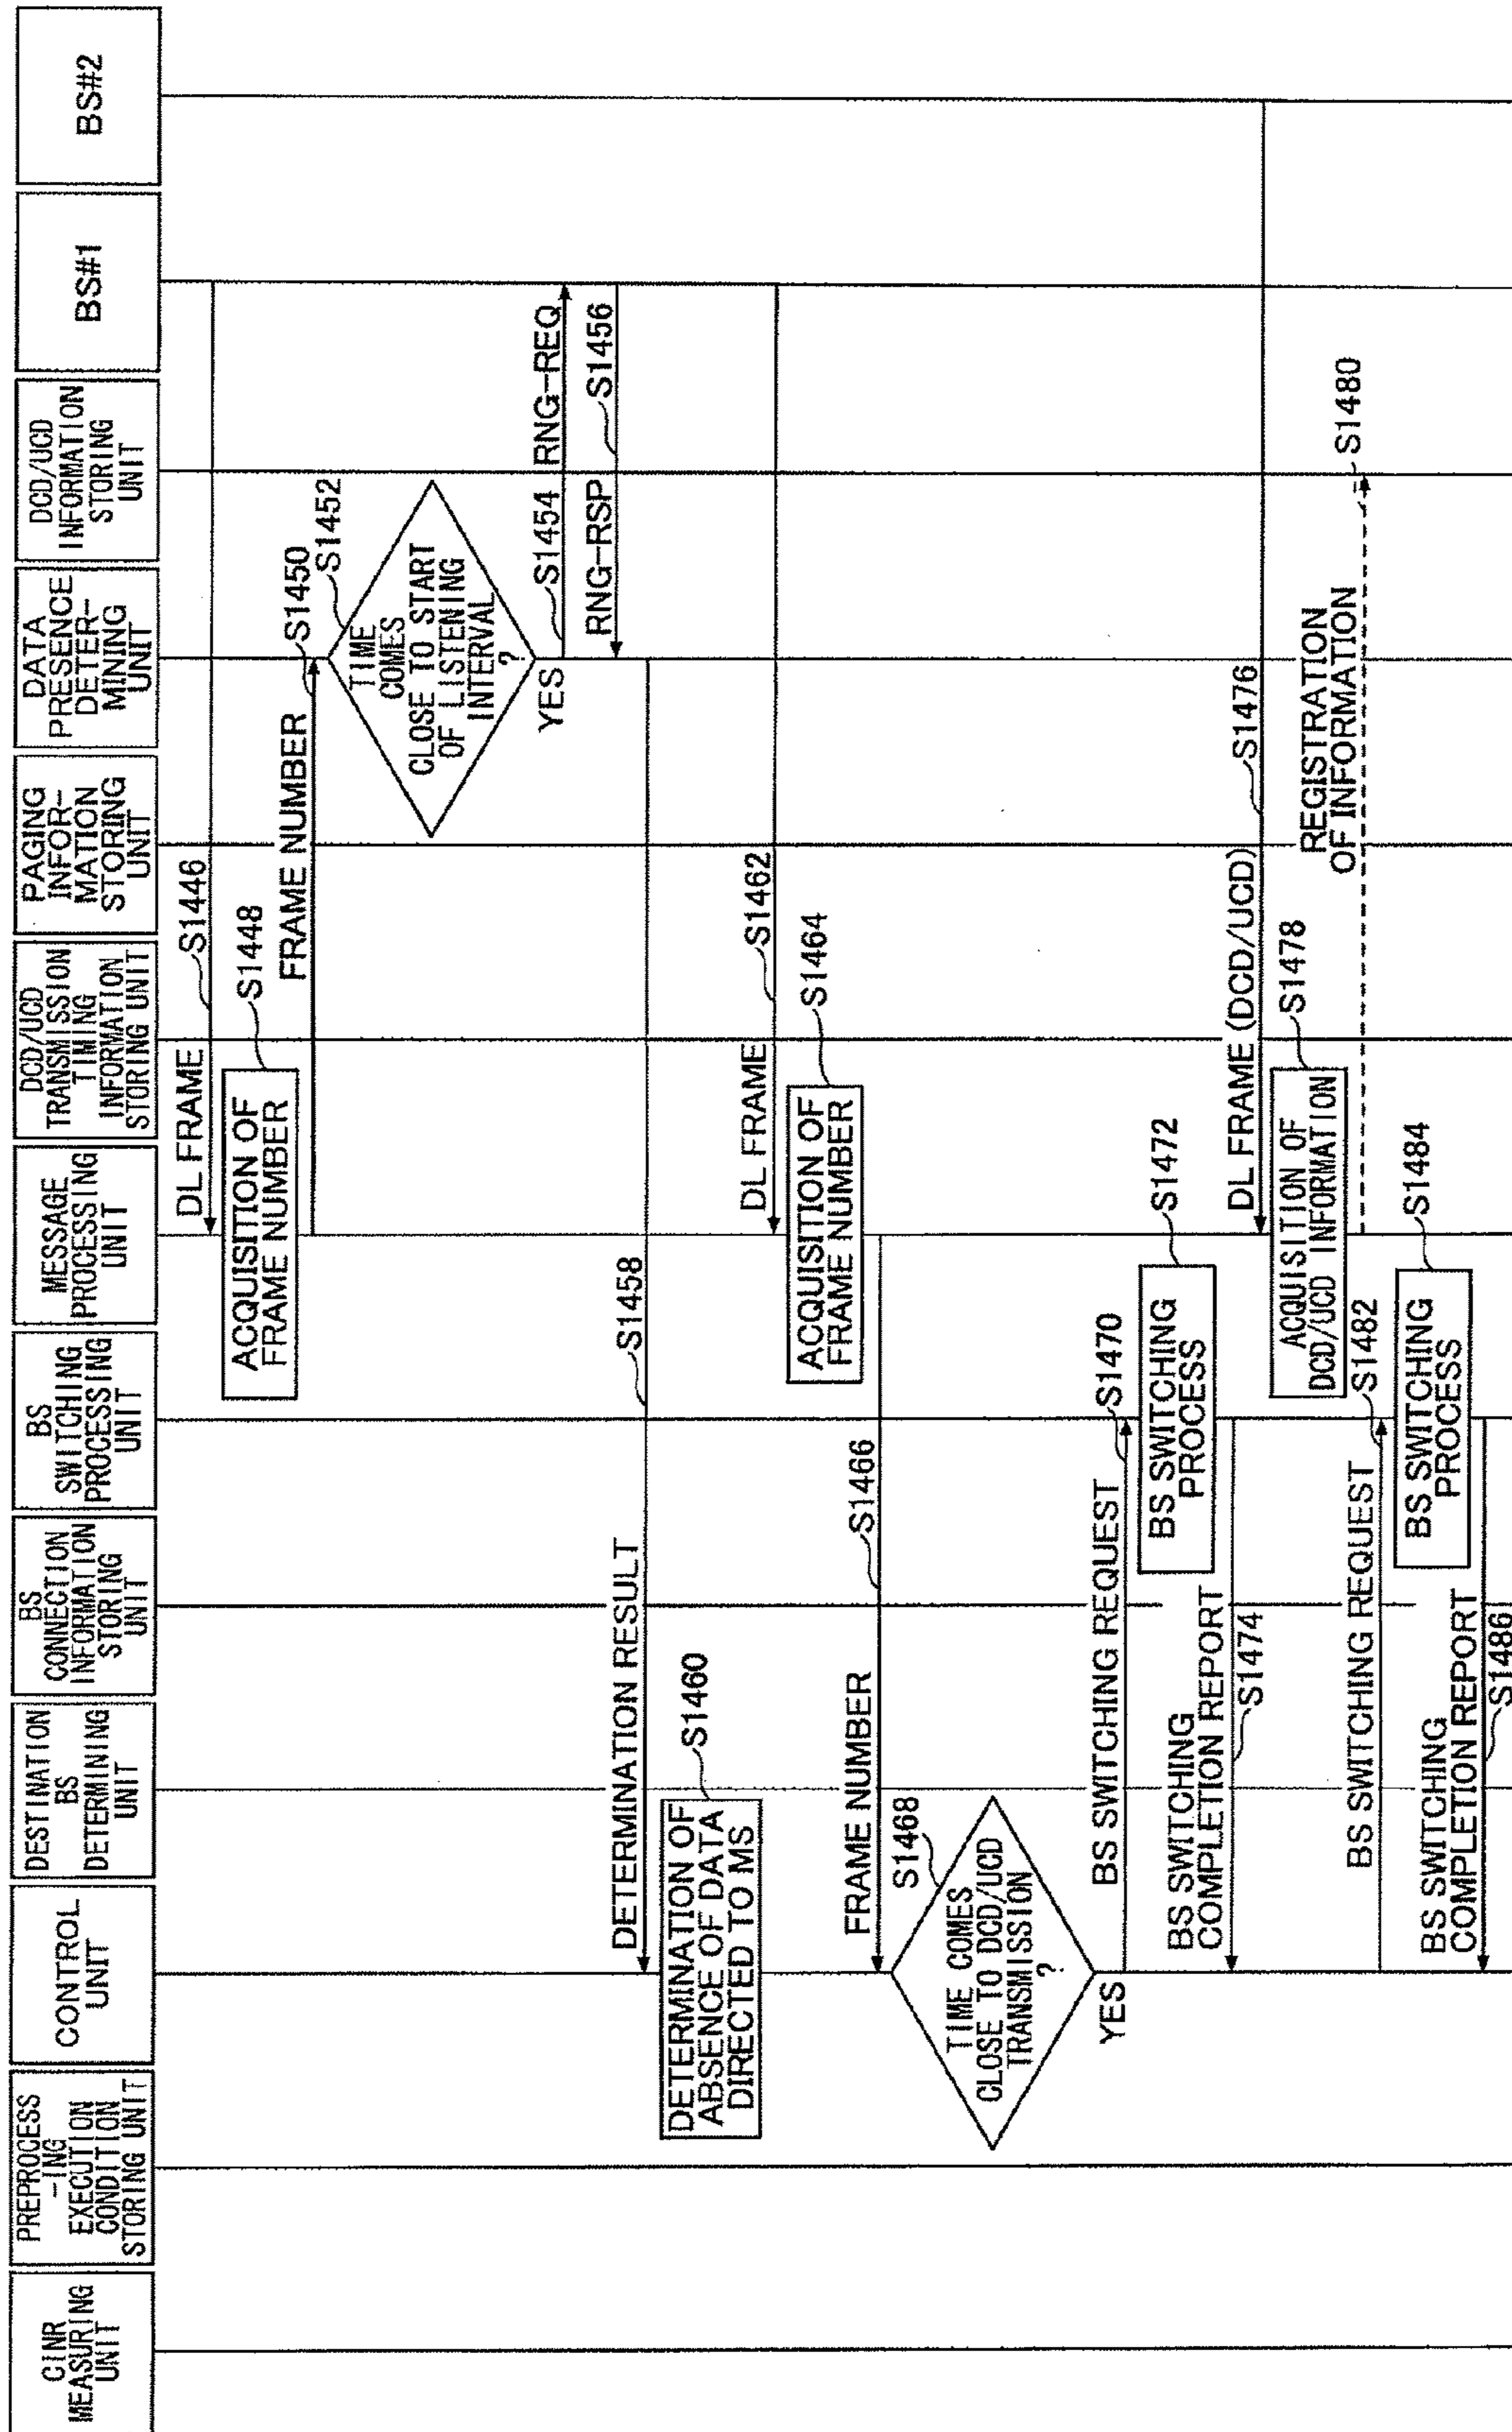 CINR
MEASURING
UNIT
PREPROCESS
-ING
EXECUTION
CONDITION
STORING UNIT
CONTROL
UNIT
DESTINATION
BS
DETERMINING
UNIT
BS
CONNECTION
INFORMATION
STORING
UNIT
BS
SWITCHING
PROCESSING
UNIT
MESSAGE
PROCESSING
UNIT
DCD/UCD
TRANSMISSION
TIMING
INFORMATION
STORING UNIT
PAGING
INFOR-
MATION
STORING
UNIT
DATA
PRESENCE
DETER-
MINING
UNIT
DCD/UCD
INFORMATION
STORING
UNIT
BS#1
BS#2
DL FRAME
S1446
ACQUISITION OF
FRAME NUMBER
S1448
FRAME NUMBER
S1450
TIME
COMES
CLOSE TO START
OF LISTENING
INTERVAL
?
S1452
YES
S1454
RNG-REQ
RNG-RSP
S1456
DETERMINATION RESULT
S1458
DETERMINATION OF
ABSENCE OF DATA
DIRECTED TO MS
S1460
DL FRAME
S1462
ACQUISITION OF
FRAME NUMBER
S1464
FRAME NUMBER
S1466
TIME COMES
CLOSE TO DCD/UCD
TRANSMISSION
?
S1468
YES
BS SWITCHING REQUEST
S1470
BS SWITCHING
PROCESS
S1472
BS SWITCHING
COMPLETION REPORT
S1474
DL FRAME (DCD/UCD)
S1476
ACQUISITION OF
DCD/UCD INFORMATION
S1478
REGISTRATION
OF INFORMATION
S1480
BS SWITCHING REQUEST
S1482
BS SWITCHING
PROCESS
S1484
BS SWITCHING
COMPLETION REPORT
S1486